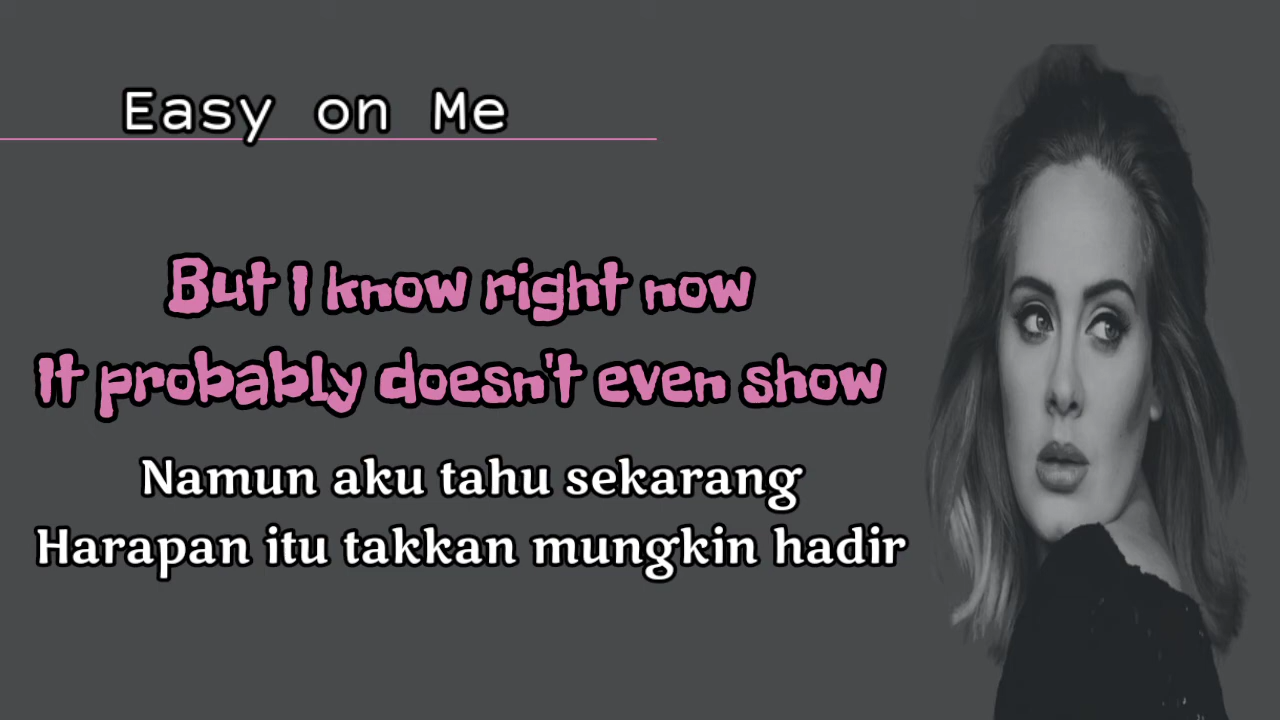 Easy on Me
But I know right now
It probably doesn't even show
Namun aku tahu sekarang
Harapan itu takkan mungkin hadir